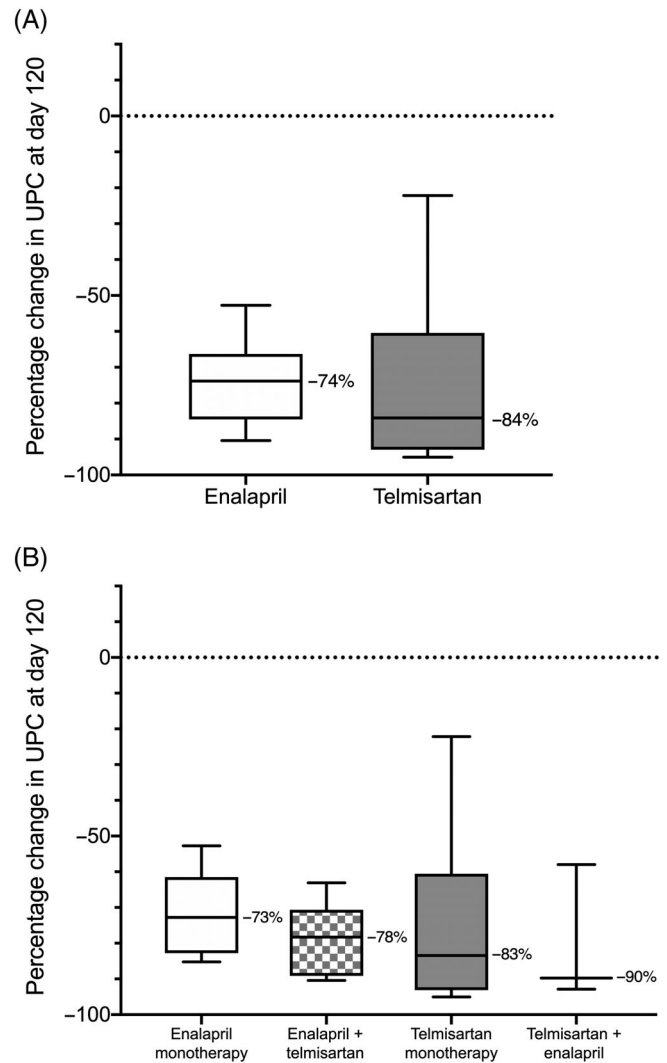 (A)
Percentage change in UPC at day 120
0
−50
−100
−74%
−84%
Enalapril
Telmisartan
(B)
Percentage change in UPC at day 120
0
−50
−100
−73%
−78%
−83%
−90%
Enalapril
monotherapy
Enalapril +
telmisartan
Telmisartan
monotherapy
Telmisartan +
enalapril